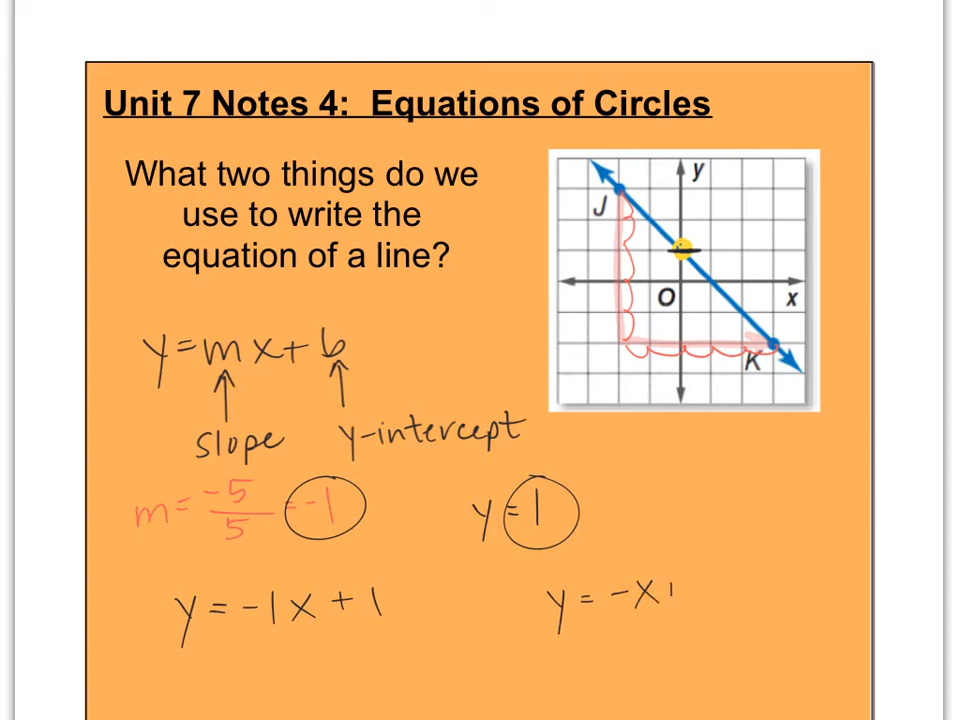 Unit 7 Notes 4: Equations of Circles
What two things do we
use to write the
equation of a line?
y
J
O
x
K
y = mx + b
slope
y-intercept
m = -5/5 = -1
y = 1
y = -1x + 1
y = -x